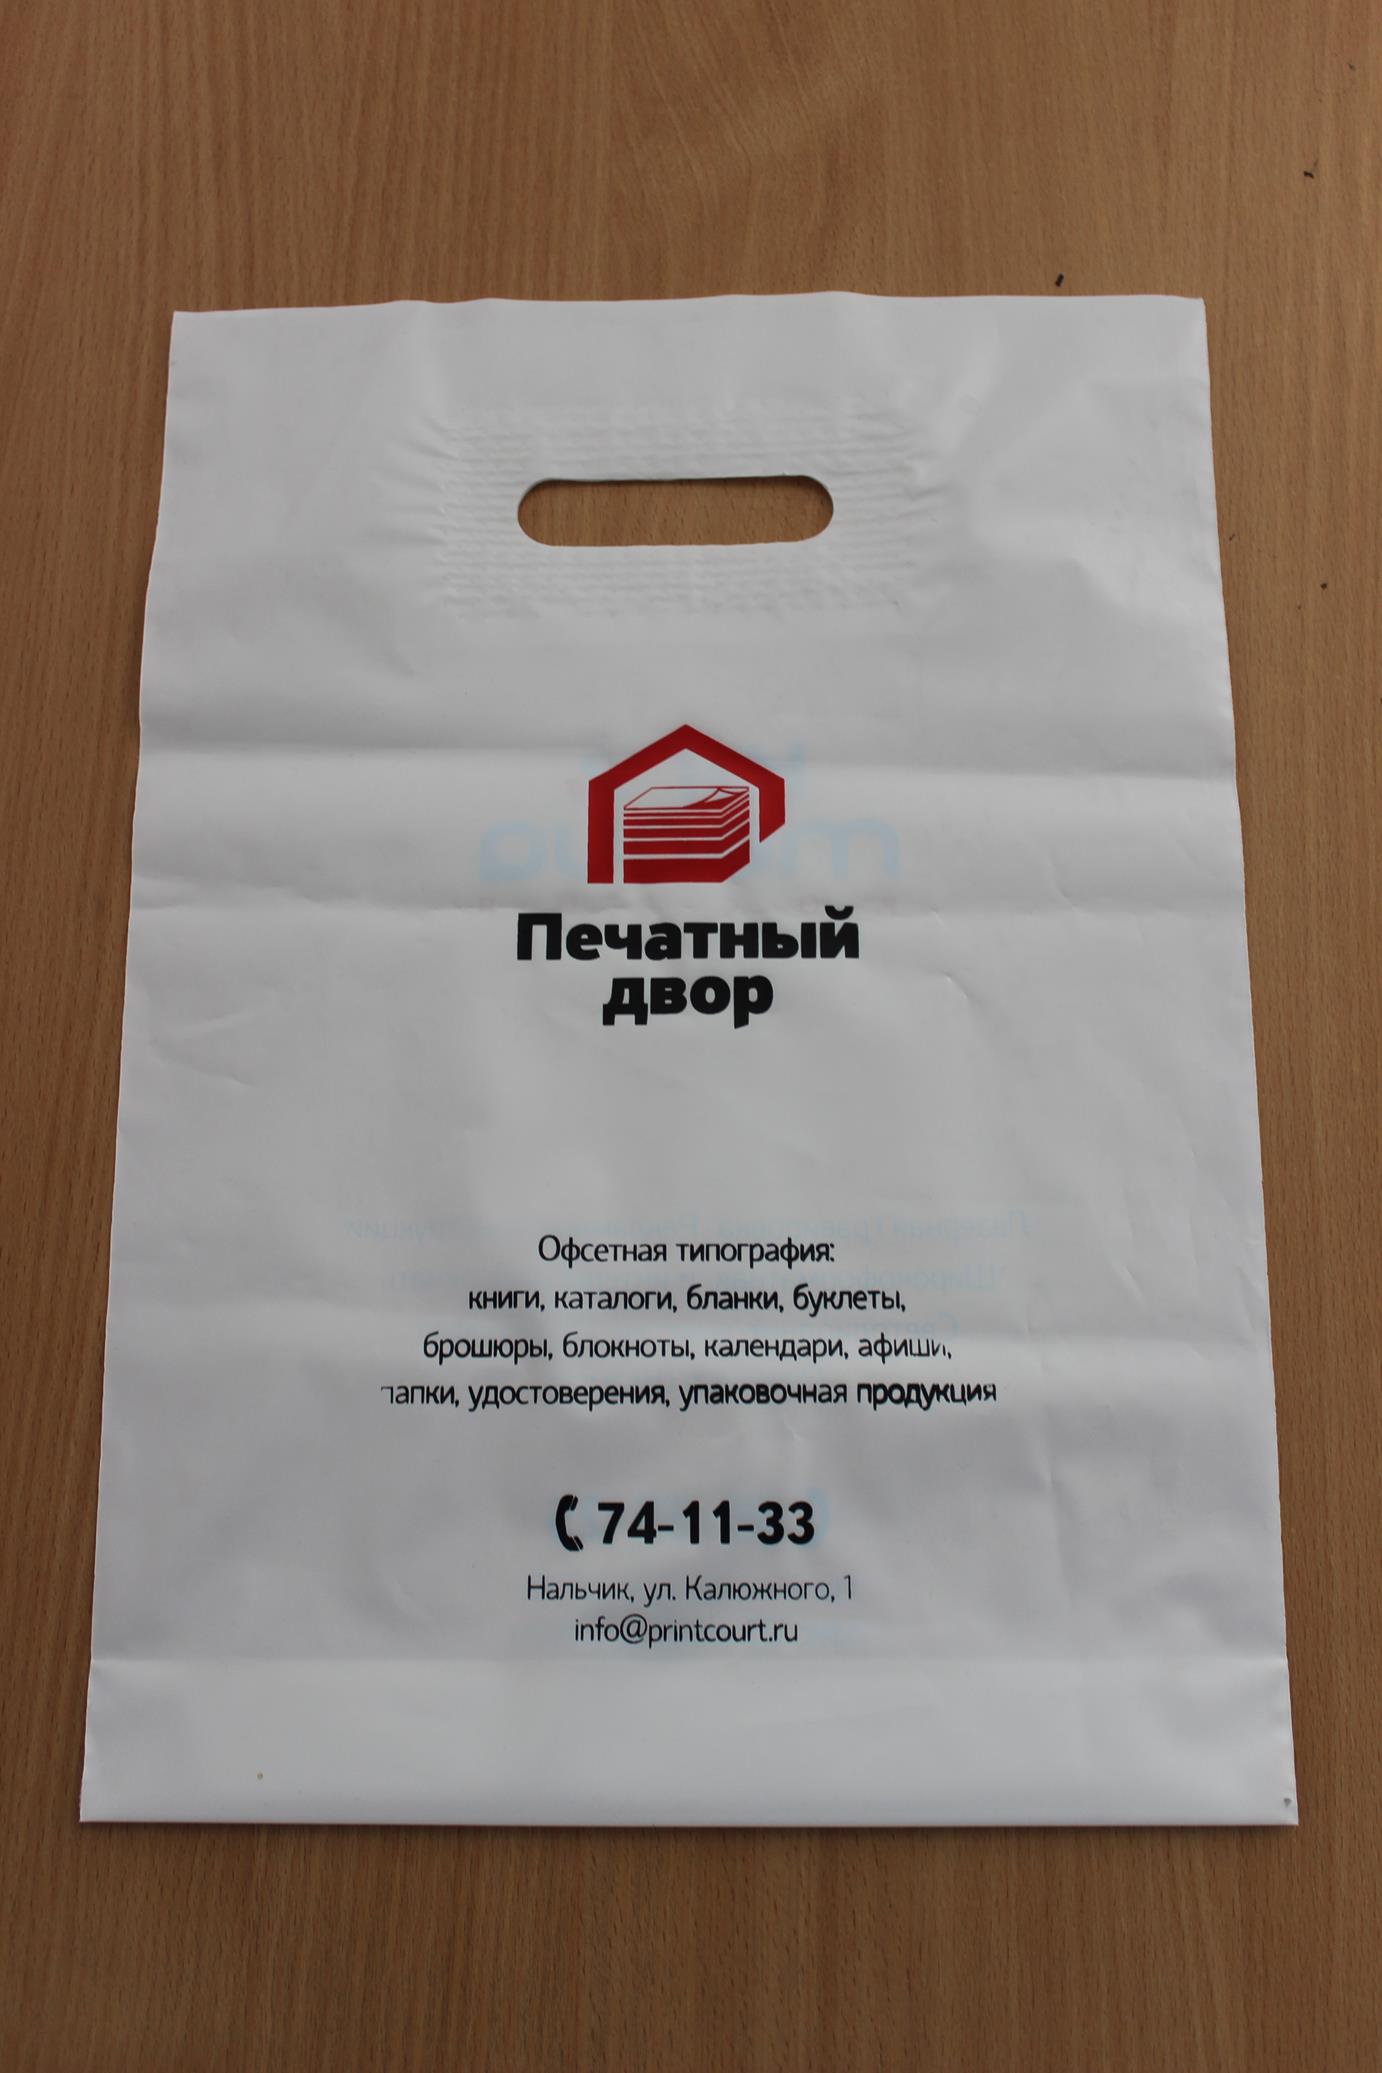 Печатный
двор
Офсетная типография:
книги, каталоги, бланки, буклеты,
брошюры, блокноты, календари, афиши,
папки, удостоверения, упаковочная продукция
74-11-33
Нальчик, ул. Калюжного, 1
info@printcourt.ru